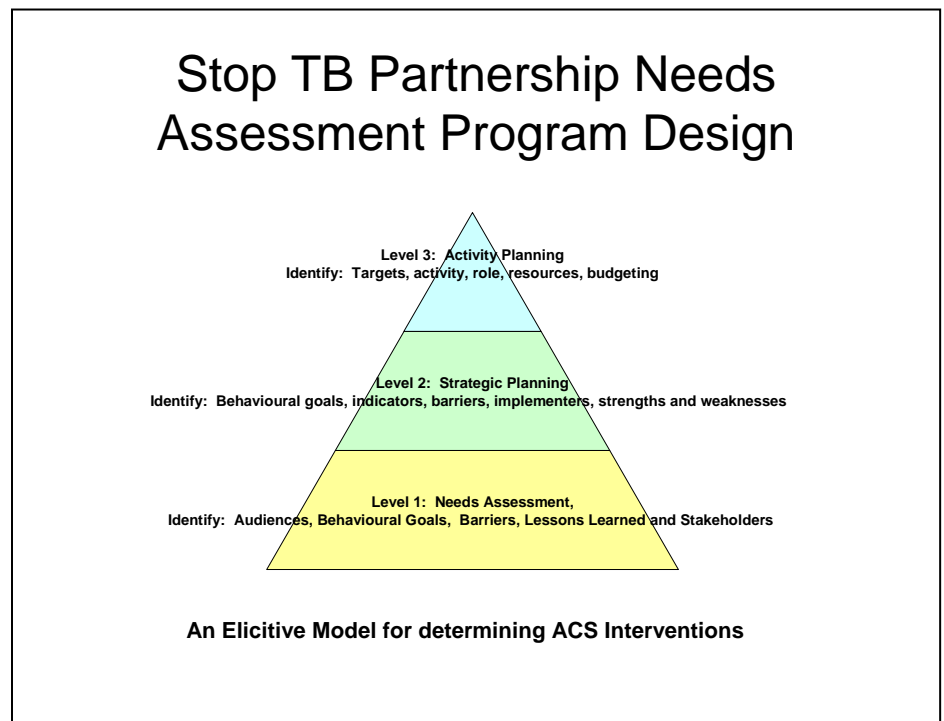 Stop TB Partnership Needs
Assessment Program Design
Level 3:  Activity Planning
Identify:  Targets, activity, role, resources, budgeting
Level 2:  Strategic Planning
Identify:  Behavioural goals, indicators, barriers, implementers, strengths and weaknesses
Level 1:  Needs Assessment,
Identify:  Audiences, Behavioural Goals,  Barriers, Lessons Learned and Stakeholders
An Elicitive Model for determining ACS Interventions